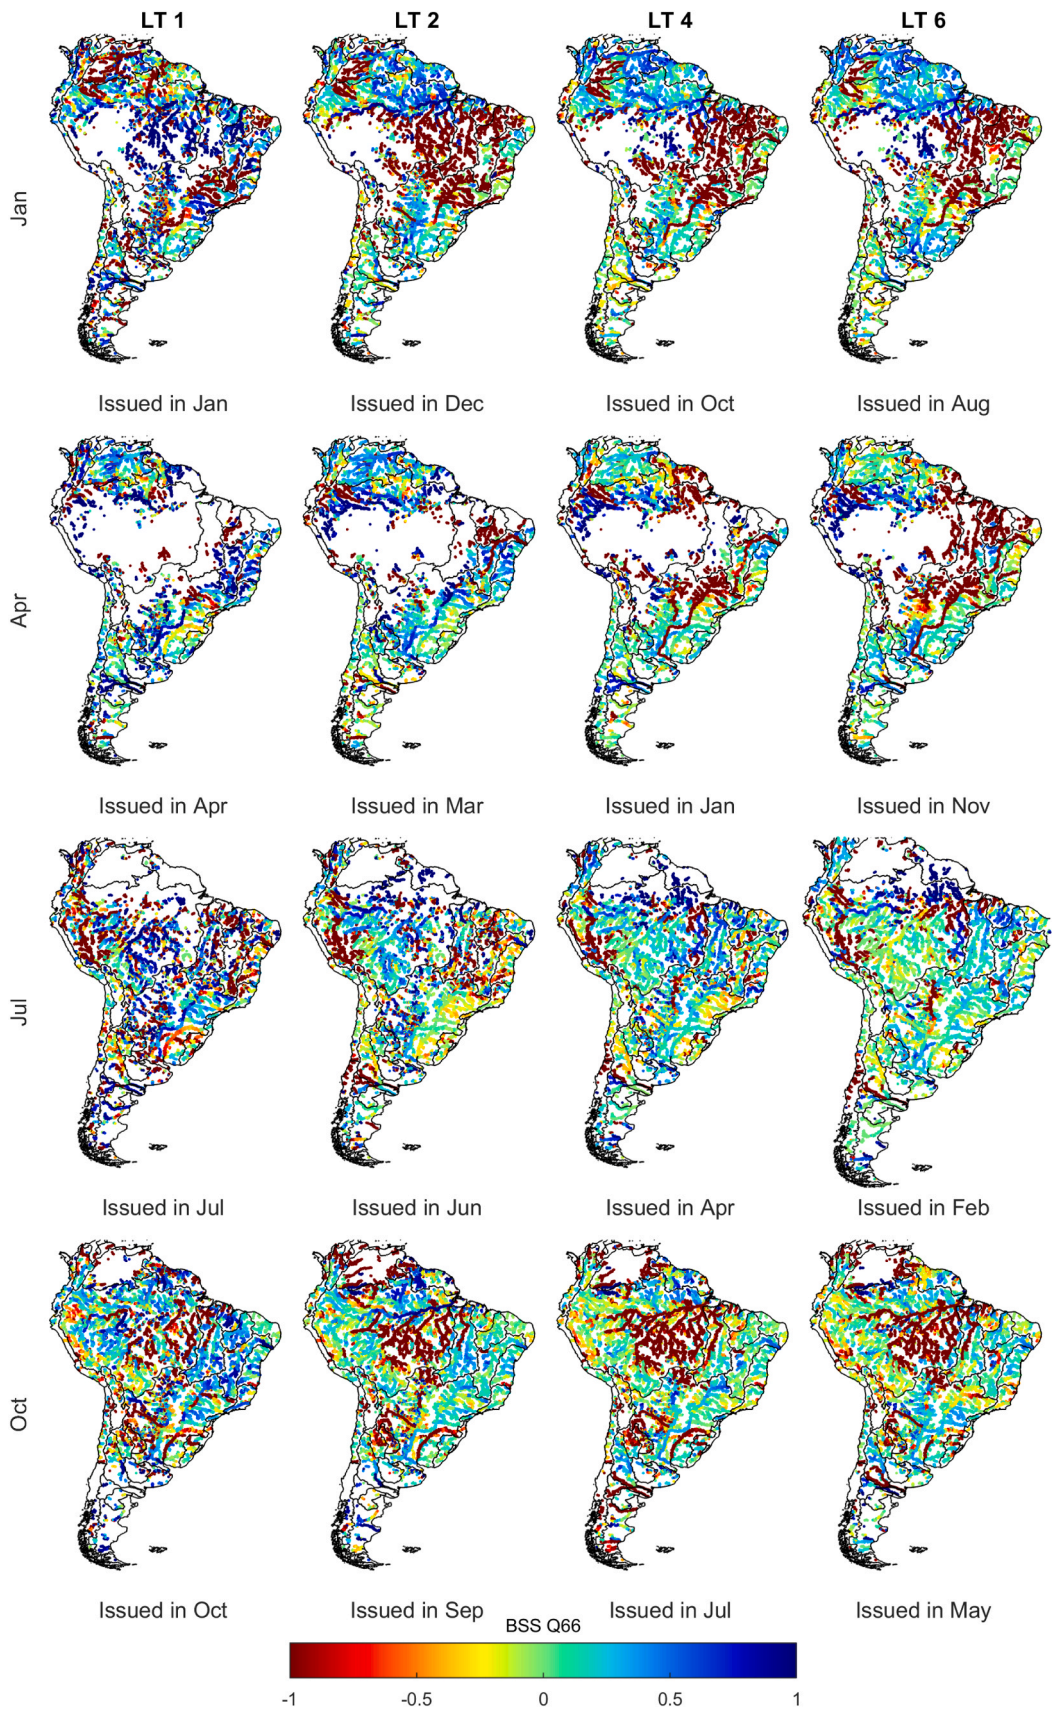 LT 1 LT 2 LT 4 LT 6
Jan
Issued in Jan Issued in Dec Issued in Oct Issued in Aug
Apr
Issued in Apr Issued in Mar Issued in Jan Issued in Nov
Jul
Issued in Jul Issued in Jun Issued in Apr Issued in Feb
Oct
Issued in Oct Issued in Sep Issued in Jul Issued in May
BSS Q66
-1 -0.5 0 0.5 1